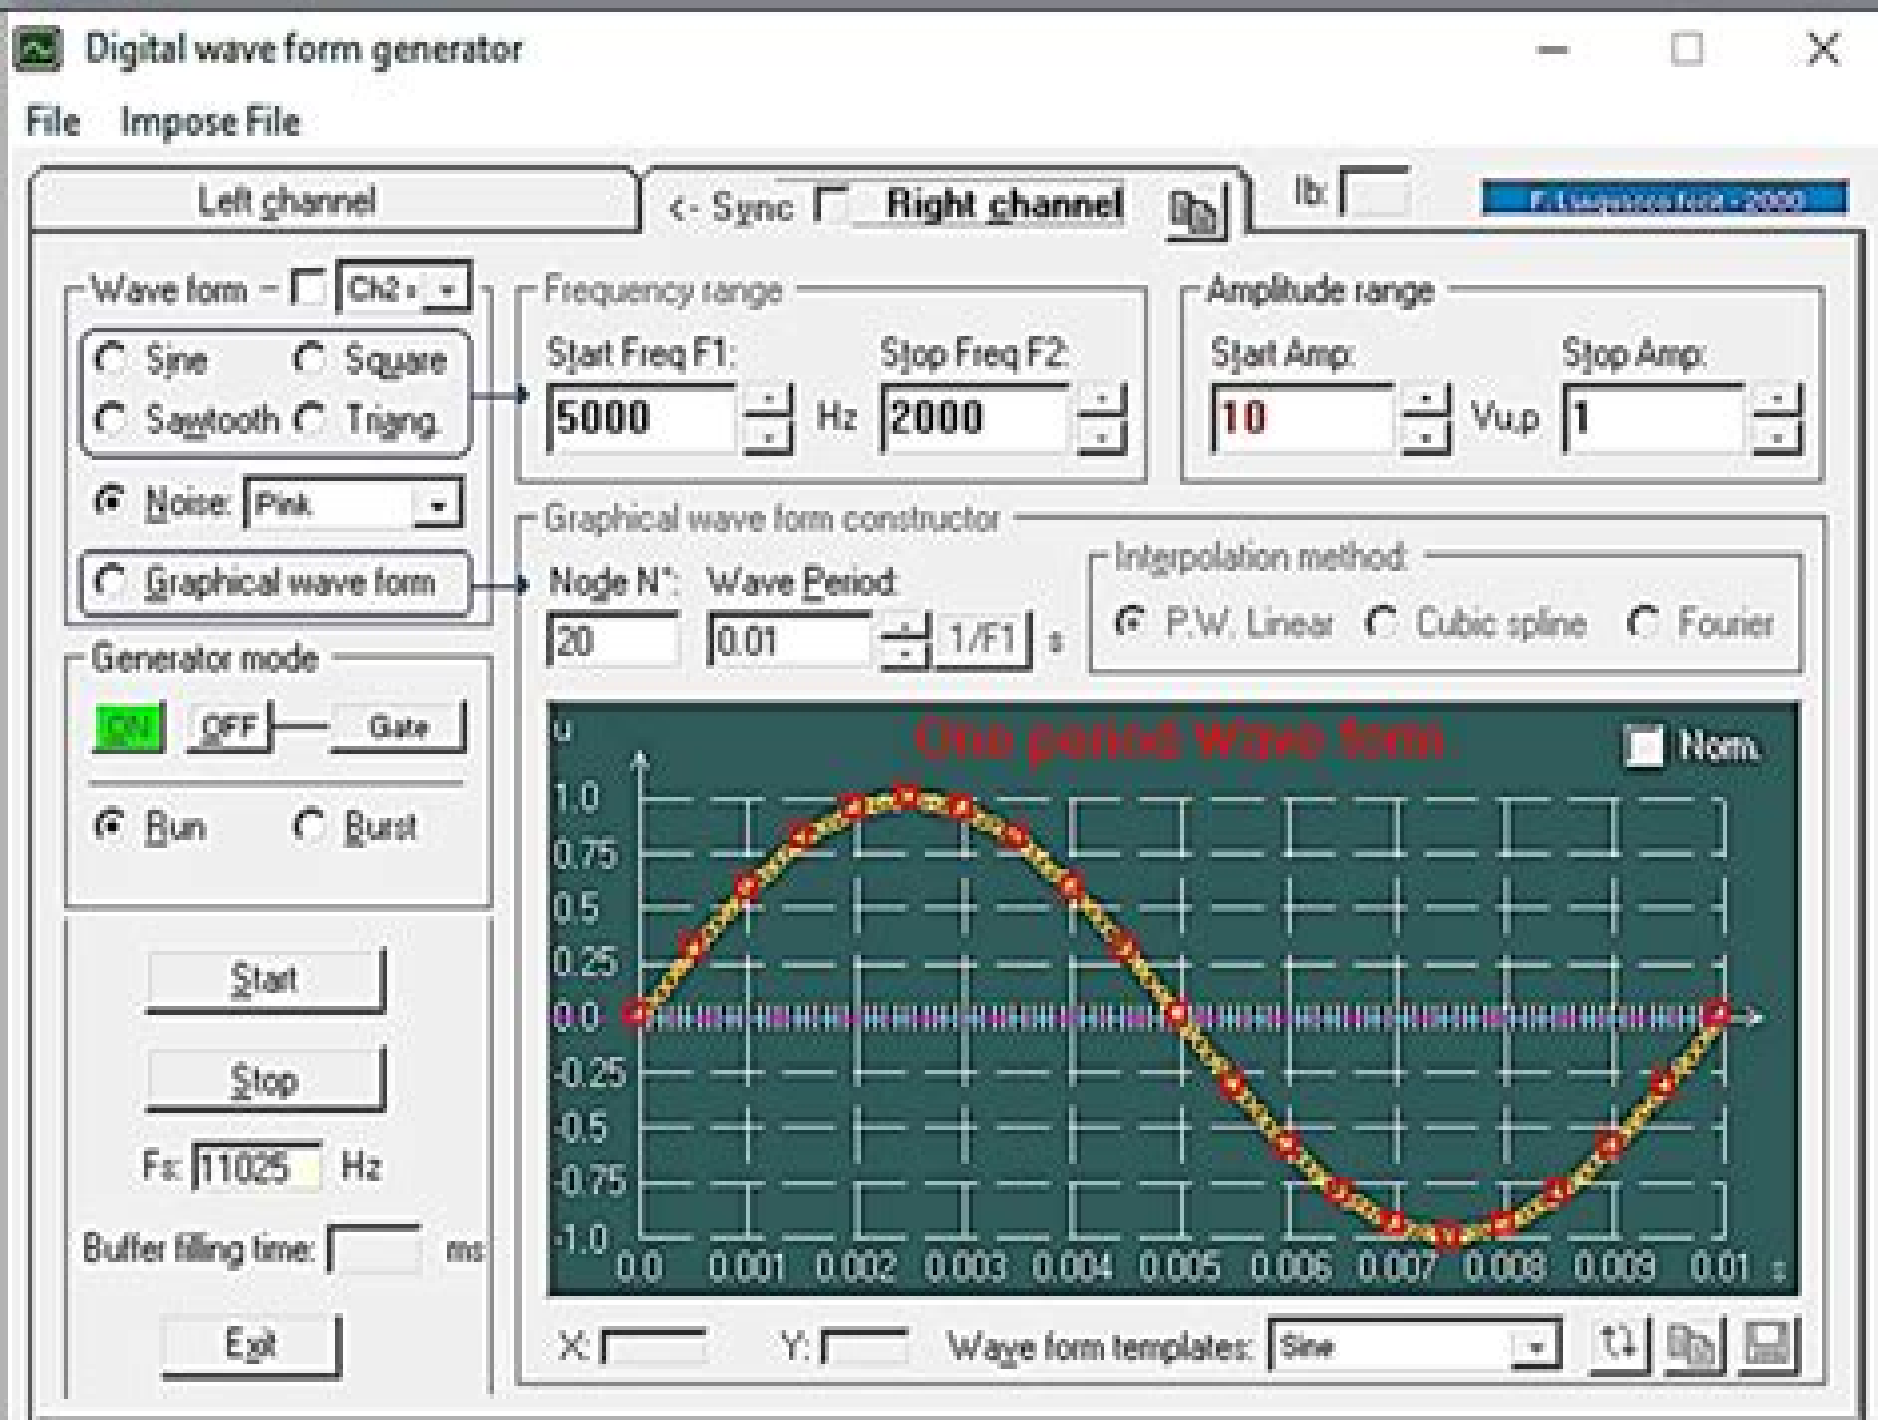 Digital wave form generator
File Impose File
Left channel
<- Sync Right channel
lb:
Wave form
Ch2
Sine Square
Sawtooth Triang.
Noise: Pink
Graphical wave form
Frequency range
Start Freq F1: Stop Freq F2:
5000 Hz 2000
Amplitude range
Start Amp: Stop Amp:
10 Vu,p 1
Graphical wave form constructor
Node N°: Wave Period:
20 0.01 1/F1 s
Interpolation method:
P.W. Linear Cubic spline Fourier
Generator mode
ON OFF Gate
Run Burst
Start
Stop
Fs: 11025 Hz
Buffer filling time: ms
Exit
u
One period Wave form
Norm.
1.0
0.75
0.5
0.25
0.0
-0.25
-0.5
-0.75
-1.0
0.0 0.001 0.002 0.003 0.004 0.005 0.006 0.007 0.008 0.009 0.01 s
X: Y: Wave form templates: Sine